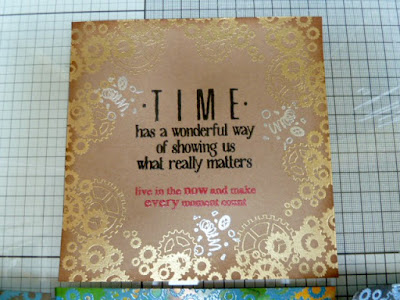 · TIME ·
has a wonderful way
of showing us
what really matters
live in the now and make
every moment count